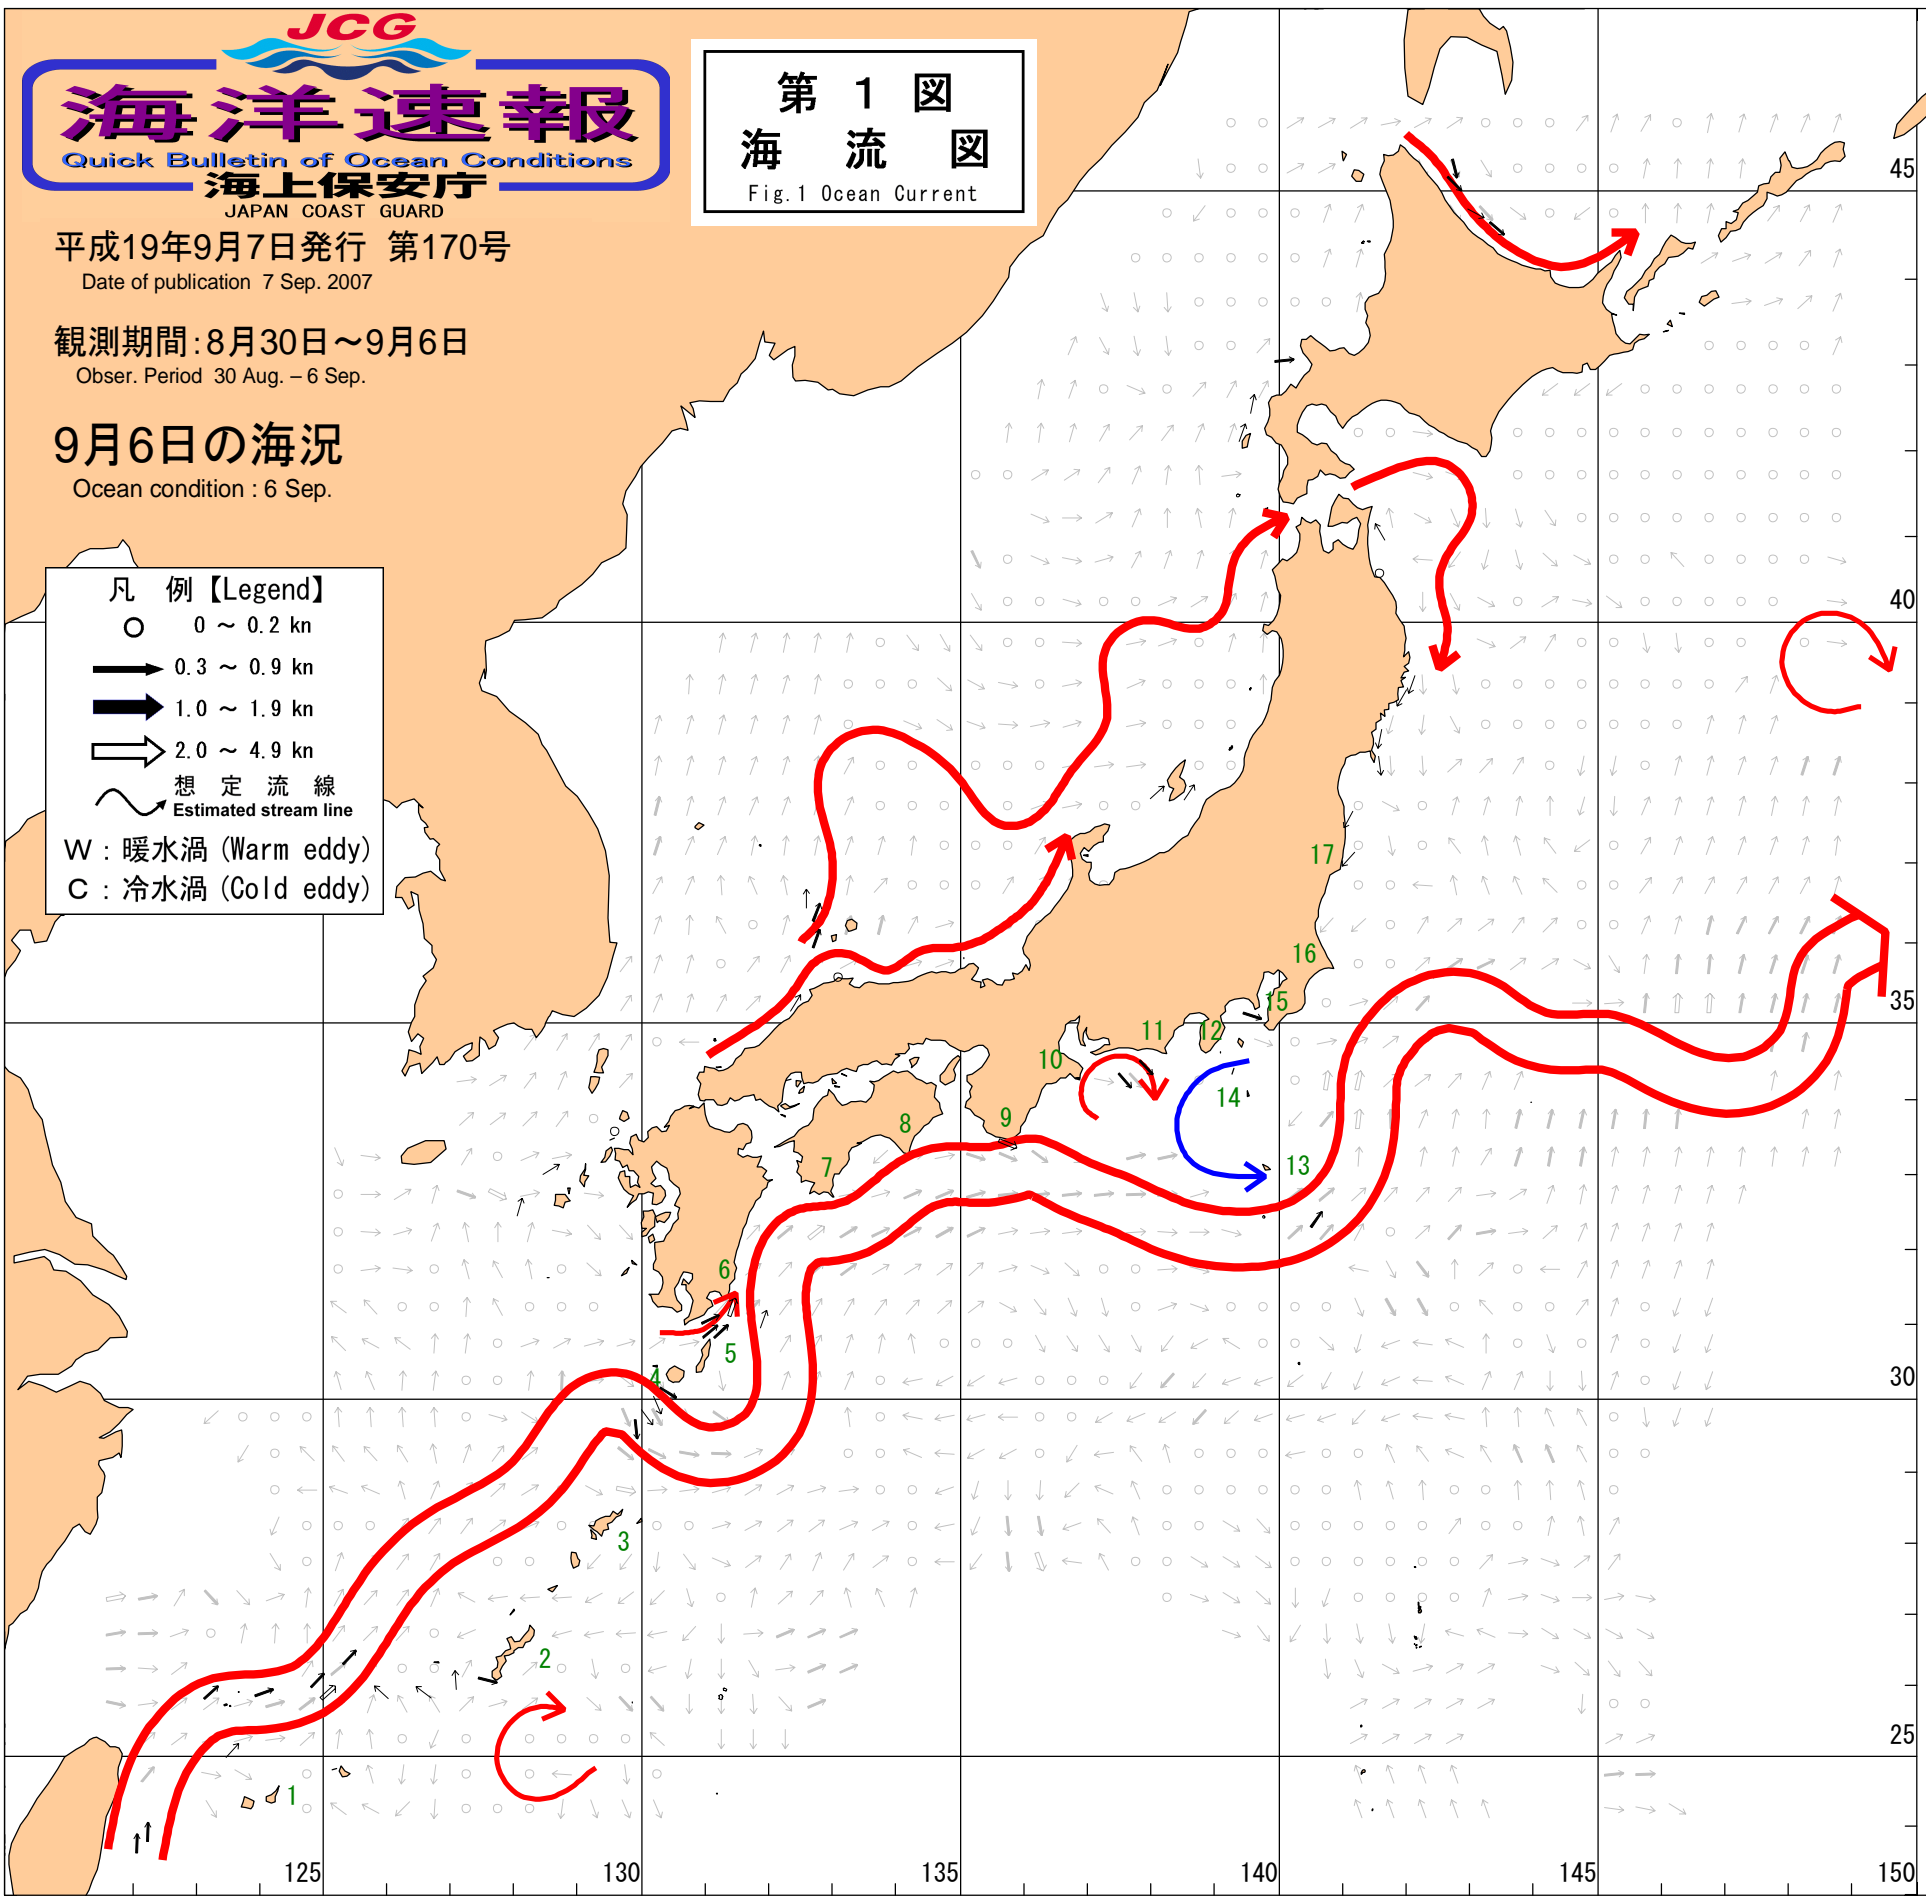 JCG
海洋速報
Quick Bulletin of Ocean Conditions
海上保安庁
JAPAN COAST GUARD
平成19年9月7日発行 第170号
Date of publication 7 Sep. 2007
観測期間:8月30日～9月6日
Obser. Period 30 Aug. – 6 Sep.
9月6日の海況
Ocean condition : 6 Sep.
第 1 図
海 流 図
Fig.1 Ocean Current
凡 例【Legend】
0 ～ 0.2 kn
0.3 ～ 0.9 kn
1.0 ～ 1.9 kn
2.0 ～ 4.9 kn
想 定 流 線
Estimated stream line
W : 暖水渦 (Warm eddy)
C : 冷水渦 (Cold eddy)
45
40
35
30
25
17
16
15
12
11
10
14
9
8
7
13
6
5
4
3
2
1
125
130
135
140
145
150